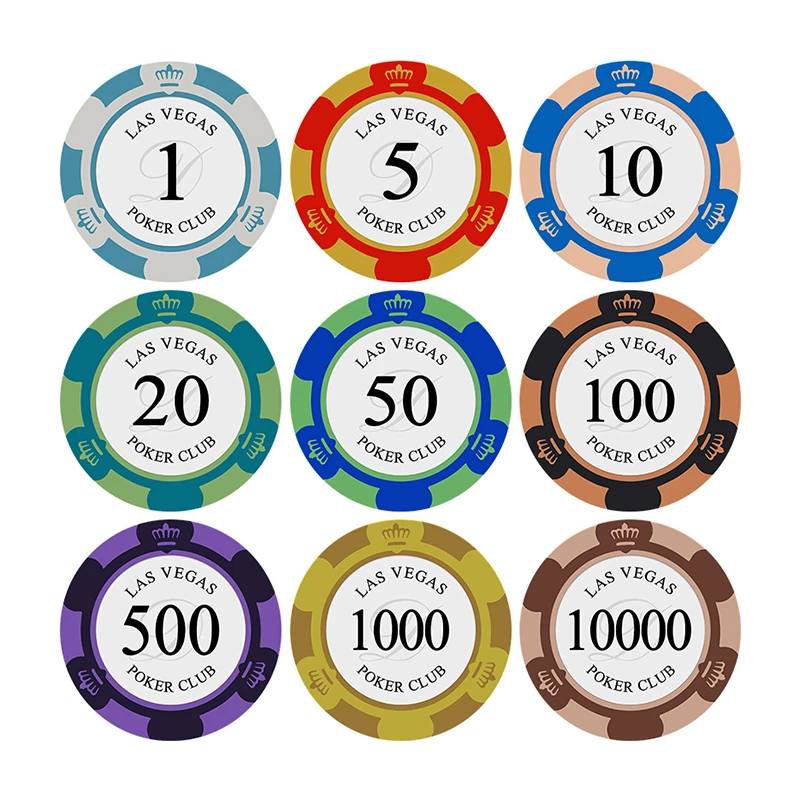 LAS VEGAS
1
POKER CLUB
LAS VEGAS
5
POKER CLUB
LAS VEGAS
10
POKER CLUB
LAS VEGAS
20
POKER CLUB
LAS VEGAS
50
POKER CLUB
LAS VEGAS
100
POKER CLUB
LAS VEGAS
500
POKER CLUB
LAS VEGAS
1000
POKER CLUB
LAS VEGAS
10000
POKER CLUB